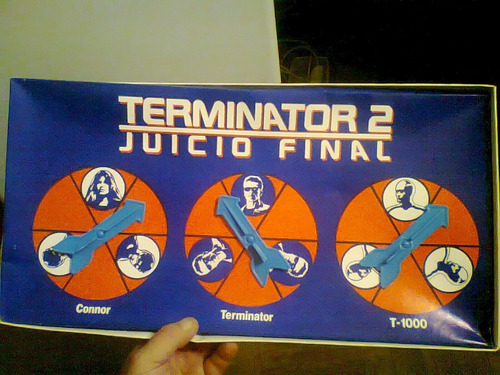 TERMINATOR 2
JUICIO FINAL
Connor
Terminator
T-1000